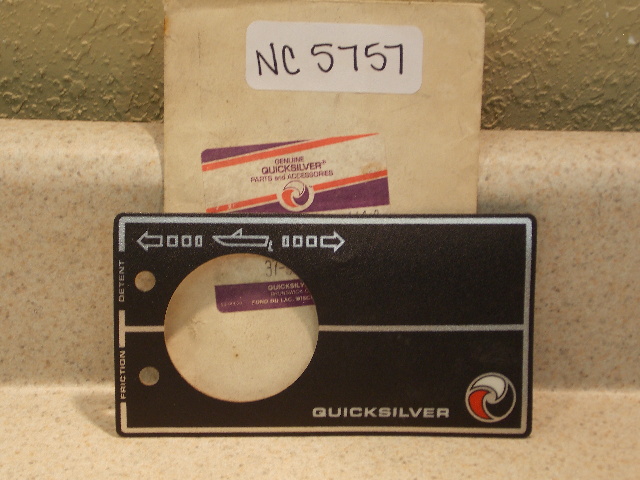 NC 5757
GENUINE
QUICKSILVER®
PARTS and ACCESSORIES
DETENT
FRICTION
QUICKSILVER